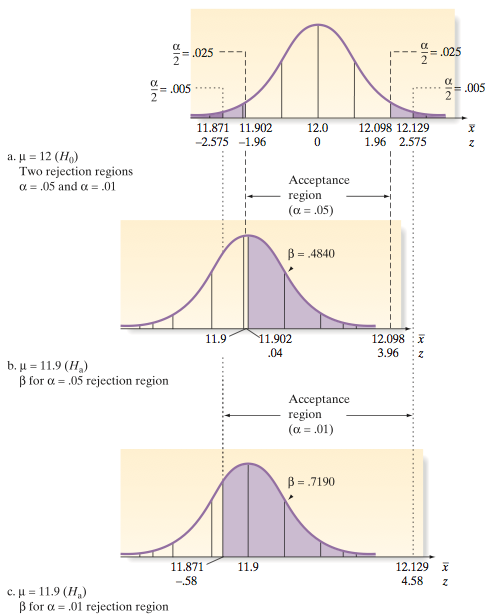 α/2 = .025
α/2 = .025
α/2 = .005
α/2 = .005
11.871 11.902 12.0 12.098 12.129 x̄
–2.575 –1.96 0 1.96 2.575 z
a. μ = 12 (H₀)
Two rejection regions
α = .05 and α = .01
Acceptance
region
(α = .05)
β = .4840
11.9 11.902 12.098 x̄
.04 3.96 z
b. μ = 11.9 (Hₐ)
β for α = .05 rejection region
Acceptance
region
(α = .01)
β = .7190
11.871 11.9 12.129 x̄
–.58 4.58 z
c. μ = 11.9 (Hₐ)
β for α = .01 rejection region